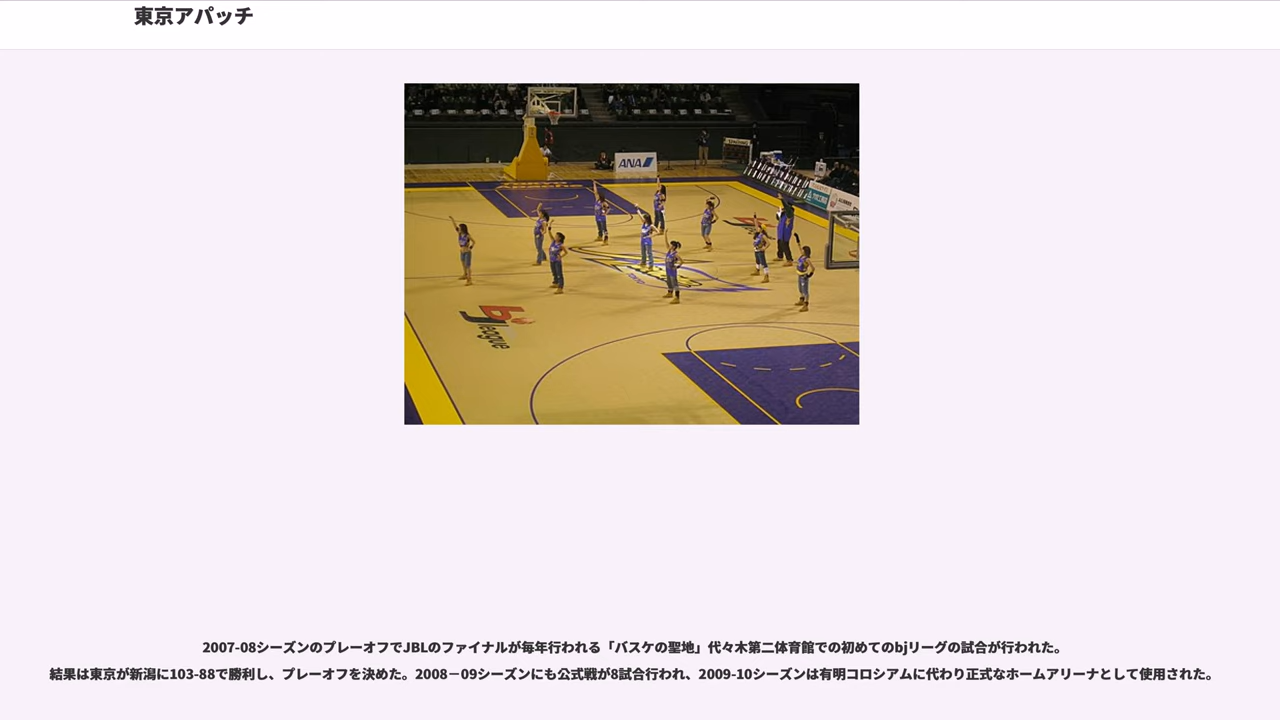 東京アパッチ
ANA
bj
league
2007-08シーズンのプレーオフでJBLのファイナルが毎年行われる「バスケの聖地」代々木第二体育館での初めてのbjリーグの試合が行われた。
結果は東京が新潟に103-88で勝利し、プレーオフを決めた。2008－09シーズンにも公式戦が8試合行われ、2009-10シーズンは有明コロシアムに代わり正式なホームアリーナとして使用された。